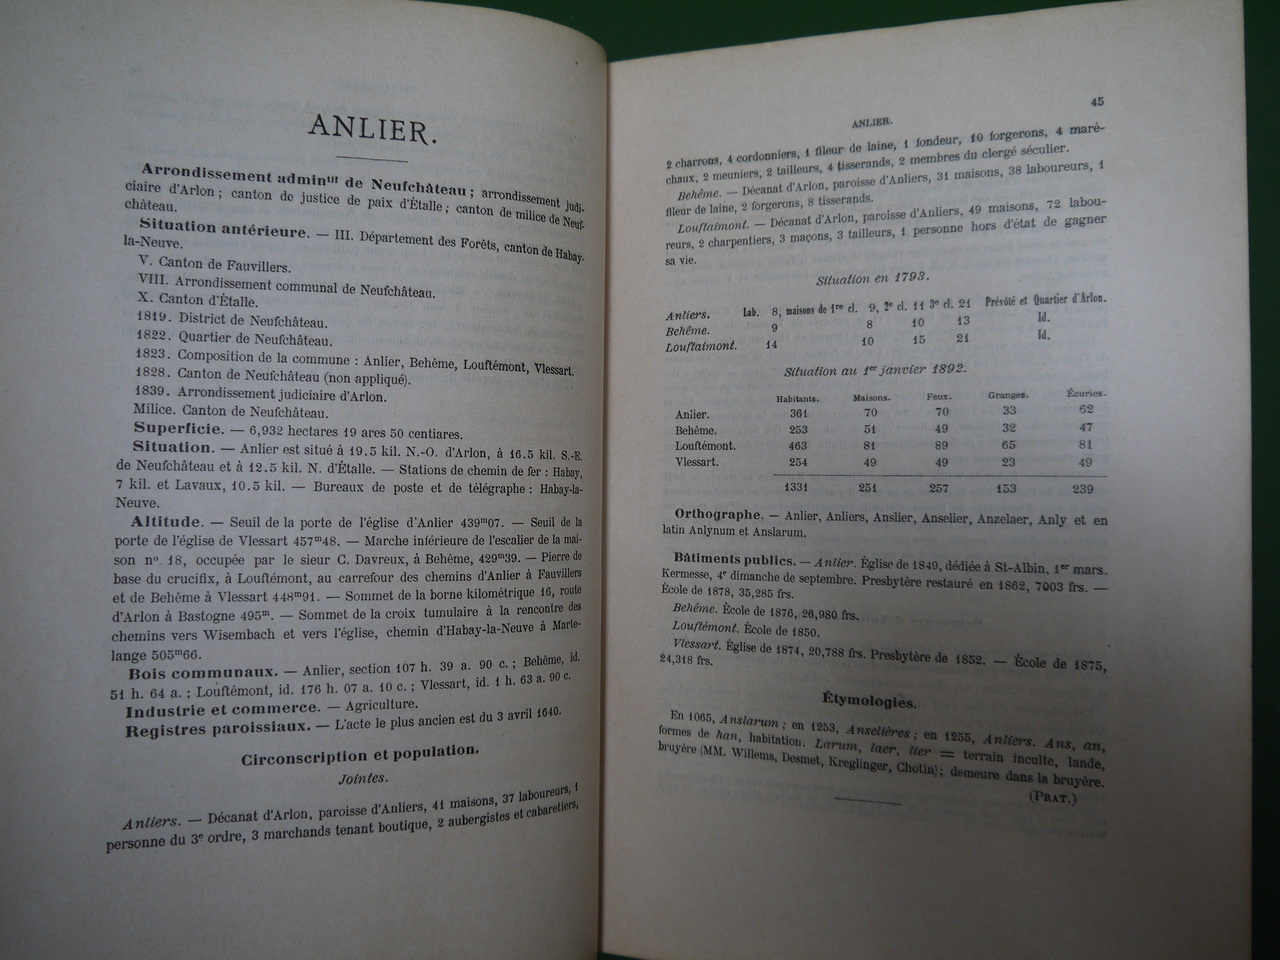 ANLIER.
Arrondissement admintif de Neufchâteau ; arrondissement judi-
ciaire d'Arlon ; canton de justice de paix d'Étalle ; canton de milice de Neuf-
château.
Situation antérieure. — III. Département des Forêts, canton de Habay-
la-Neuve.
V. Canton de Fauvillers.
VIII. Arrondissement communal de Neufchâteau.
X. Canton d'Étalle.
1819. District de Neufchâteau.
1822. Quartier de Neufchâteau.
1823. Composition de la commune : Anlier, Behême, Louftémont, Vlessart.
1828. Canton de Neufchâteau (non appliqué).
1839. Arrondissement judiciaire d'Arlon.
Milice. Canton de Neufchâteau.
Superficie. — 6,932 hectares 19 ares 50 centiares.
Situation. — Anlier est situé à 19.5 kil. N.-O. d'Arlon, à 16.5 kil. S.-E.
de Neufchâteau et à 12.5 kil. N. d'Étalle. — Stations de chemin de fer : Habay,
7 kil. et Lavaux, 10.5 kil. — Bureaux de poste et de télégraphe : Habay-la-
Neuve.
Altitude. — Seuil de la porte de l'église d'Anlier 439m07. — Seuil de la
porte de l'église de Vlessart 457m48. — Marche inférieure de l'escalier de la mai-
son no 18, occupée par le sieur C. Davreux, à Behême, 429m39. — Pierre de
base du crucifix, à Louftémont, au carrefour des chemins d'Anlier à Fauvillers
et de Behême à Vlessart 448m91. — Sommet de la borne kilométrique 16, route
d'Arlon à Bastogne 495m. — Sommet de la croix tumulaire à la rencontre des
chemins vers Wisembach et vers l'église, chemin d'Habay-la-Neuve à Marte-
lange 505m66.
Bois communaux. — Anlier, section 107 h. 39 a. 90 c. ; Behême, id.
51 h. 64 a. ; Louftémont, id. 176 h. 07 a. 10 c. ; Vlessart, id. 1 h. 63 a. 90 c.
Industrie et commerce. — Agriculture.
Registres paroissiaux. — L'acte le plus ancien est du 3 avril 1640.
Circonscription et population.
Jointes.
Anliers. — Décanat d'Arlon, paroisse d'Anliers, 41 maisons, 37 laboureurs, 1
personne du 3e ordre, 3 marchands tenant boutique, 2 aubergistes et cabaretiers,
45
ANLIER.
2 charrons, 4 cordonniers, 1 fileur de laine, 1 fondeur, 10 forgerons, 4 maré-
chaux, 2 meuniers, 2 tailleurs, 4 tisserands, 2 membres du clergé séculier.
Behême. — Décanat d'Arlon, paroisse d'Anliers, 31 maisons, 38 laboureurs, 1
fileur de laine, 2 forgerons, 8 tisserands.
Louftaimont. — Décanat d'Arlon, paroisse d'Anliers, 49 maisons, 72 labou-
reurs, 2 charpentiers, 3 maçons, 3 tailleurs, 1 personne hors d'état de gagner
sa vie.
Situation en 1793.
Anliers. Lab. 8, maisons de 1re cl. 9, 2e cl. 11 3e cl. 21 Prévôté et Quartier d'Arlon.
Behême. 9 8 10 13 Id.
Louftaimont. 14 10 15 21 Id.
Situation au 1er janvier 1892.
Habitants. Maisons. Feux. Granges. Écuries.
Anlier. 361 70 70 33 62
Behême. 253 51 49 32 47
Louftémont. 463 81 89 65 81
Vlessart. 254 49 49 23 49
1331 251 257 153 239
Orthographe. — Anlier, Anliers, Anslier, Anselier, Anzelaer, Anly et en
latin Anlynum et Anslarum.
Bâtiments publics. — Anlier. Église de 1849, dédiée à St-Albin, 1er mars.
Kermesse, 4e dimanche de septembre. Presbytère restauré en 1862, 7003 frs. —
École de 1878, 35,285 frs.
Behême. École de 1876, 26,980 frs.
Louftémont. École de 1850.
Vlessart. Église de 1874, 20,788 frs. Presbytère de 1852. — École de 1875,
24,318 frs.
Étymologies.
En 1065, Anslarum ; en 1253, Anselières ; en 1255, Anliers. Ans, an,
formes de han, habitation. Larum, laer, lier = terrain inculte, lande,
bruyère (MM. Willems, Desmet, Kreglinger, Chotin) ; demeure dans la bruyère.
(PRAT.)